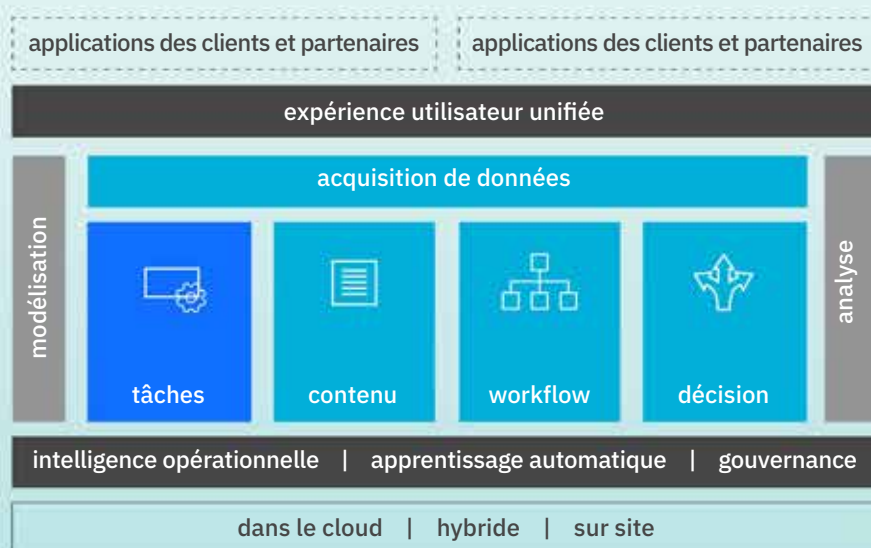 applications des clients et partenaires
applications des clients et partenaires
expérience utilisateur unifiée
modélisation
acquisition de données
tâches
contenu
workflow
décision
analyse
intelligence opérationnelle | apprentissage automatique | gouvernance
dans le cloud | hybride | sur site